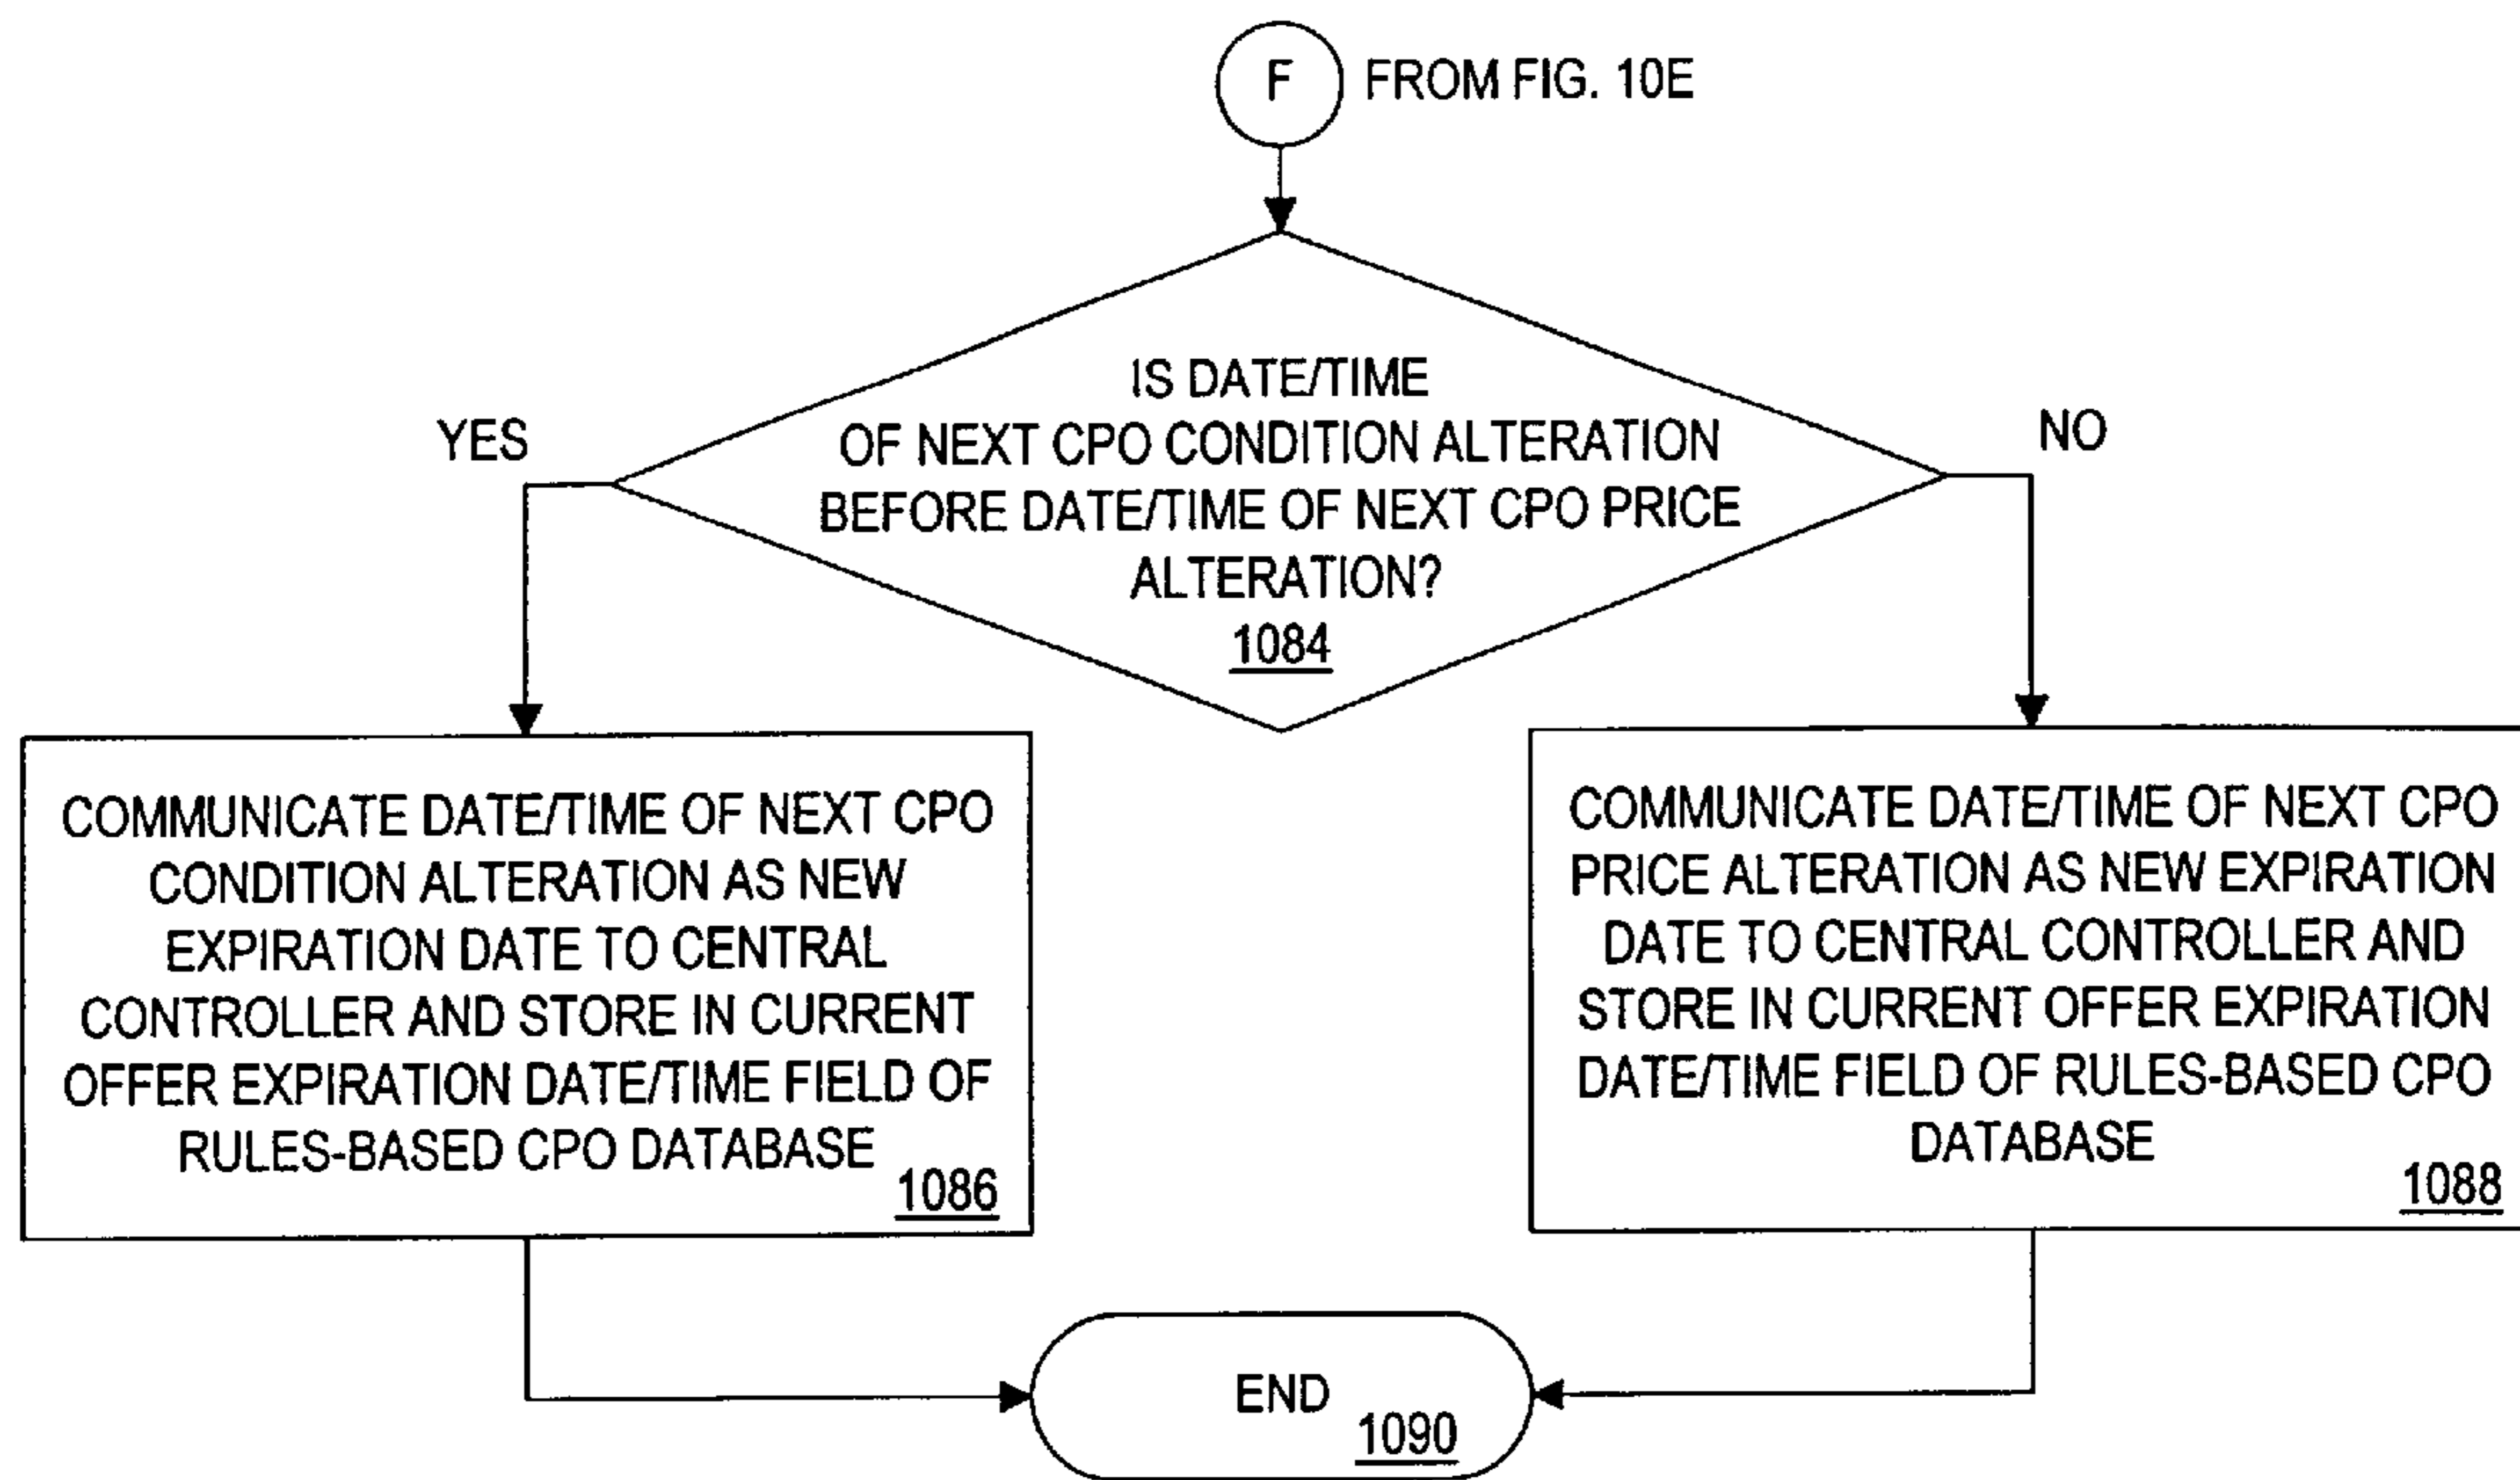 F FROM FIG. 10E
IS DATE/TIME
OF NEXT CPO CONDITION ALTERATION
BEFORE DATE/TIME OF NEXT CPO PRICE
ALTERATION?
1084
YES
NO
COMMUNICATE DATE/TIME OF NEXT CPO
CONDITION ALTERATION AS NEW
EXPIRATION DATE TO CENTRAL
CONTROLLER AND STORE IN CURRENT
OFFER EXPIRATION DATE/TIME FIELD OF
RULES-BASED CPO DATABASE
1086
COMMUNICATE DATE/TIME OF NEXT CPO
PRICE ALTERATION AS NEW EXPIRATION
DATE TO CENTRAL CONTROLLER AND
STORE IN CURRENT OFFER EXPIRATION
DATE/TIME FIELD OF RULES-BASED CPO
DATABASE
1088
END
1090